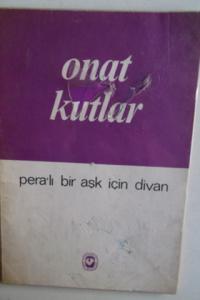 onat
kutlar
pera'lı bir aşk için divan